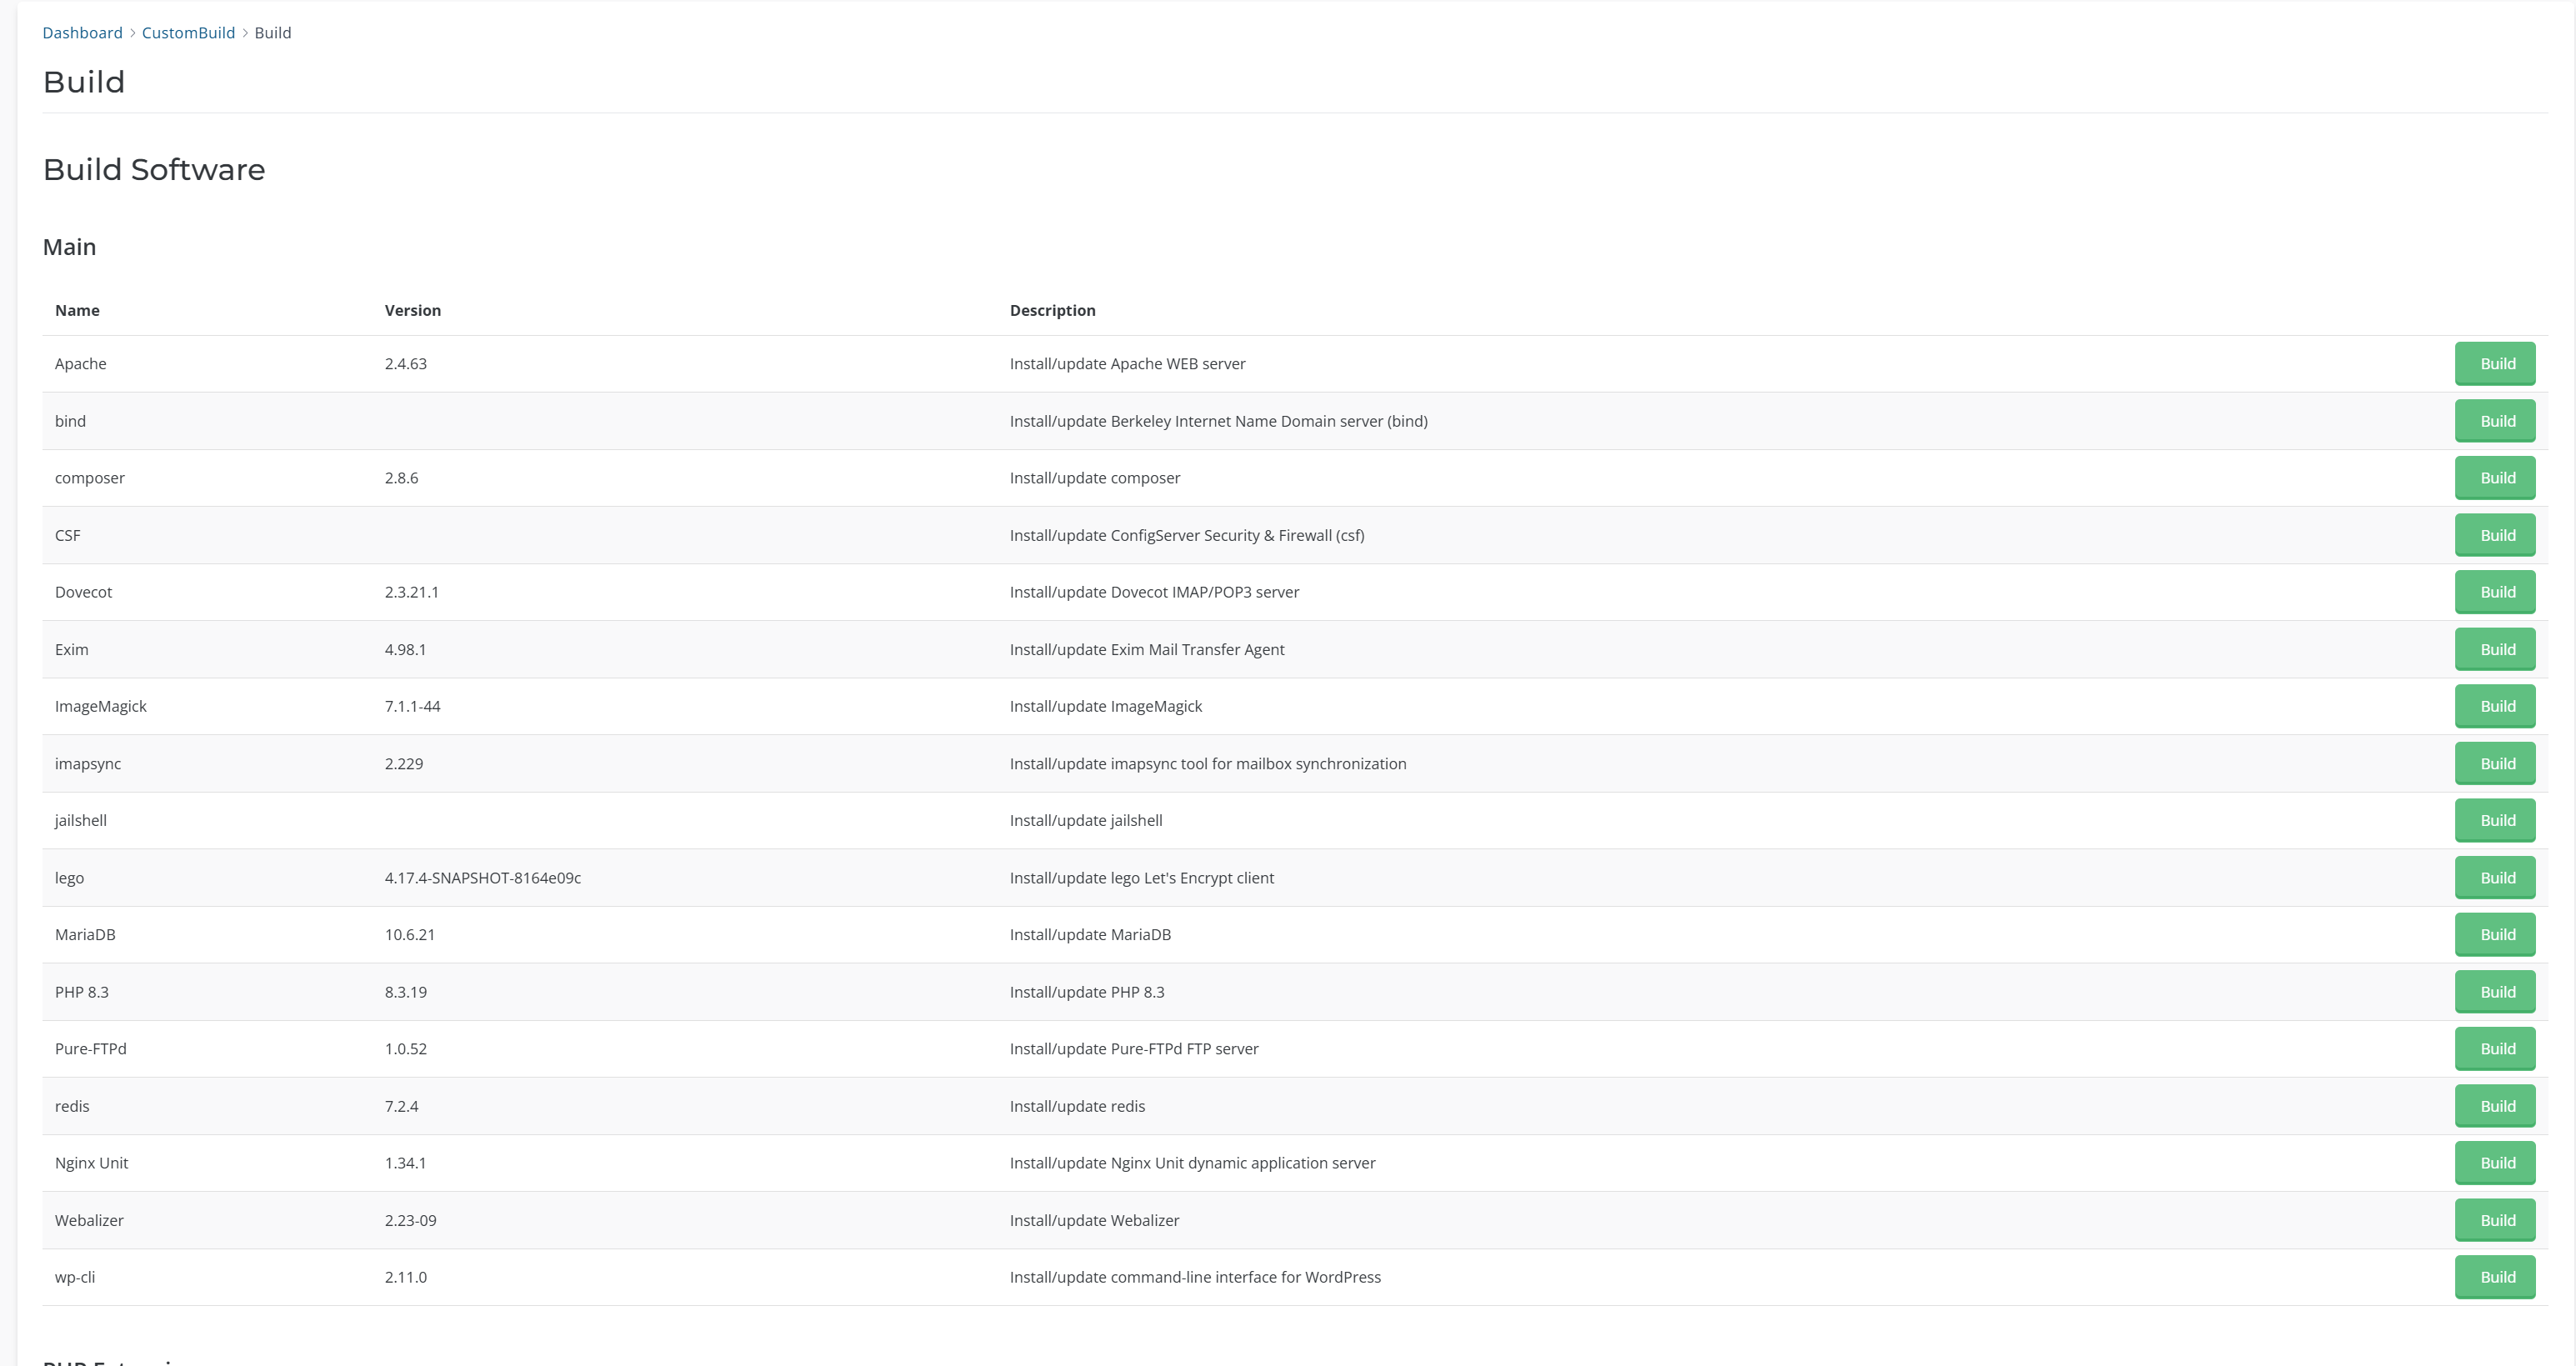 Dashboard > CustomBuild > Build
Build
Build Software
Main
Name Version Description
Apache 2.4.63 Install/update Apache WEB server Build
bind Install/update Berkeley Internet Name Domain server (bind) Build
composer 2.8.6 Install/update composer Build
CSF Install/update ConfigServer Security & Firewall (csf) Build
Dovecot 2.3.21.1 Install/update Dovecot IMAP/POP3 server Build
Exim 4.98.1 Install/update Exim Mail Transfer Agent Build
ImageMagick 7.1.1-44 Install/update ImageMagick Build
imapsync 2.229 Install/update imapsync tool for mailbox synchronization Build
jailshell Install/update jailshell Build
lego 4.17.4-SNAPSHOT-8164e09c Install/update lego Let's Encrypt client Build
MariaDB 10.6.21 Install/update MariaDB Build
PHP 8.3 8.3.19 Install/update PHP 8.3 Build
Pure-FTPd 1.0.52 Install/update Pure-FTPd FTP server Build
redis 7.2.4 Install/update redis Build
Nginx Unit 1.34.1 Install/update Nginx Unit dynamic application server Build
Webalizer 2.23-09 Install/update Webalizer Build
wp-cli 2.11.0 Install/update command-line interface for WordPress Build